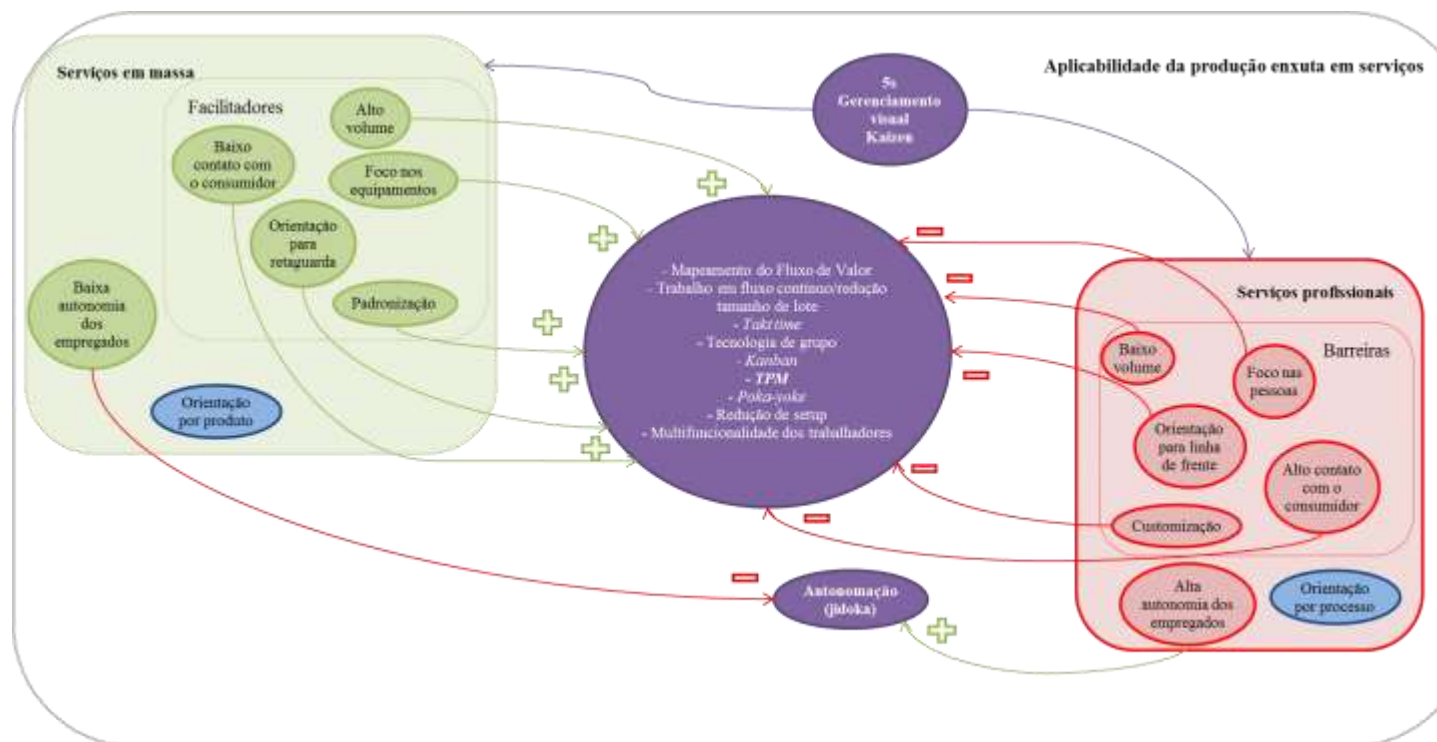 Aplicabilidade da produção enxuta em serviços
Serviços em massa
Facilitadores
Alto
volume
Baixo
contato com
o consumidor
Foco nos
equipamentos
Orientação
para
retaguarda
Padronização
Baixa
autonomia
dos
empregados
Orientação
por produto
5s
Gerenciamento
visual
Kaizen
- Mapeamento do Fluxo de Valor
- Trabalho em fluxo contínuo/redução
tamanho de lote
- Takt time
- Tecnologia de grupo
- Kanban
- TPM
- Poka-yoke
- Redução de setup
- Multifuncionalidade dos trabalhadores
Autonomação
(jidoka)
Serviços profissionais
Barreiras
Baixo
volume
Foco nas
pessoas
Orientação
para linha
de frente
Alto contato
com o
consumidor
Customização
Alta
autonomia dos
empregados
Orientação
por processo